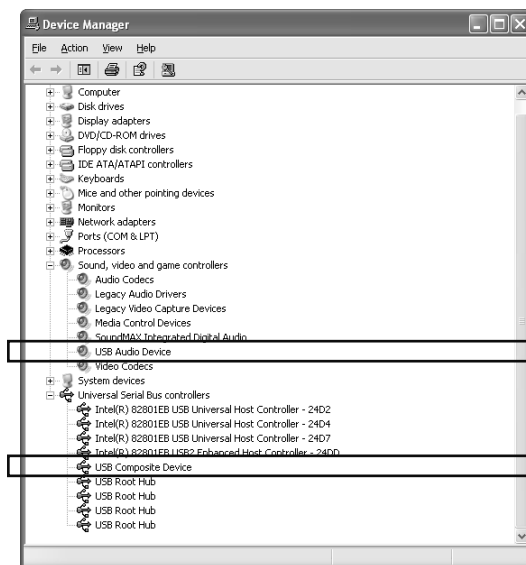 Device Manager
File Action View Help
Computer
Disk drives
Display adapters
DVD/CD-ROM drives
Floppy disk controllers
IDE ATA/ATAPI controllers
Keyboards
Mice and other pointing devices
Monitors
Network adapters
Ports (COM & LPT)
Processors
Sound, video and game controllers
Audio Codecs
Legacy Audio Drivers
Legacy Video Capture Devices
Media Control Devices
SoundMAX Integrated Digital Audio
USB Audio Device
Video Codecs
System devices
Universal Serial Bus controllers
Intel(R) 82801EB USB Universal Host Controller - 24D2
Intel(R) 82801EB USB Universal Host Controller - 24D4
Intel(R) 82801EB USB Universal Host Controller - 24D7
Intel(R) 82801EB USB2 Enhanced Host Controller - 24DD
USB Composite Device
USB Root Hub
USB Root Hub
USB Root Hub
USB Root Hub